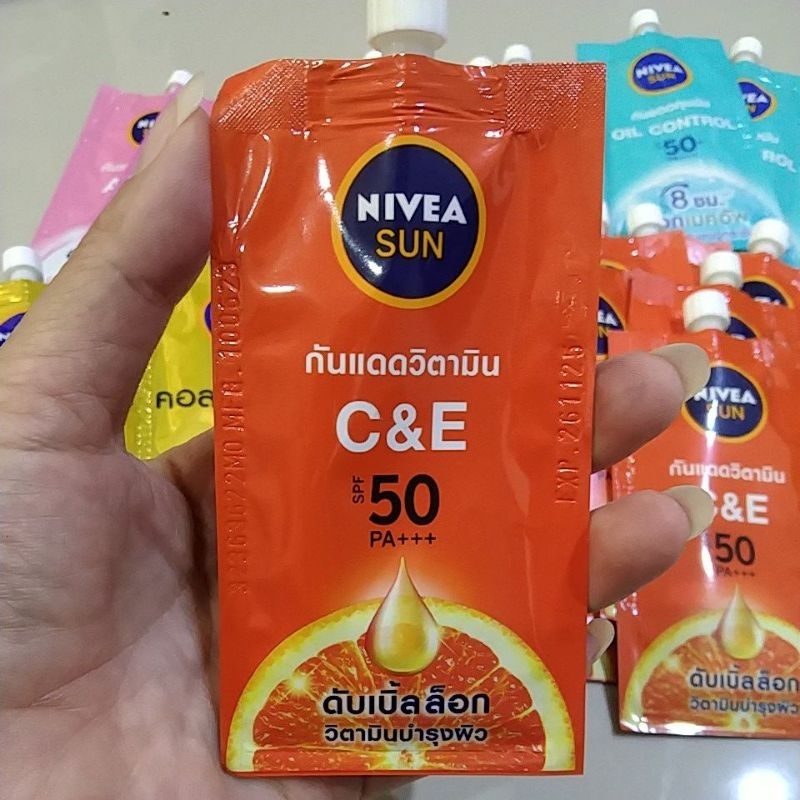 NIVEA
SUN
กันแดดวิตามิน
C&E
SPF 50
PA+++
ดับเบิ้ลล็อก
วิตามินบำรุงผิว
EXP. 261125
NIVEA
SUN
OIL CONTROL
50+
8 ชม.
NIVEA
SUN
กันแดดวิตามิน
C&E
50
PA+++
ดับเบิ้ลล็อก
วิตามินบำรุงผิว
คอล